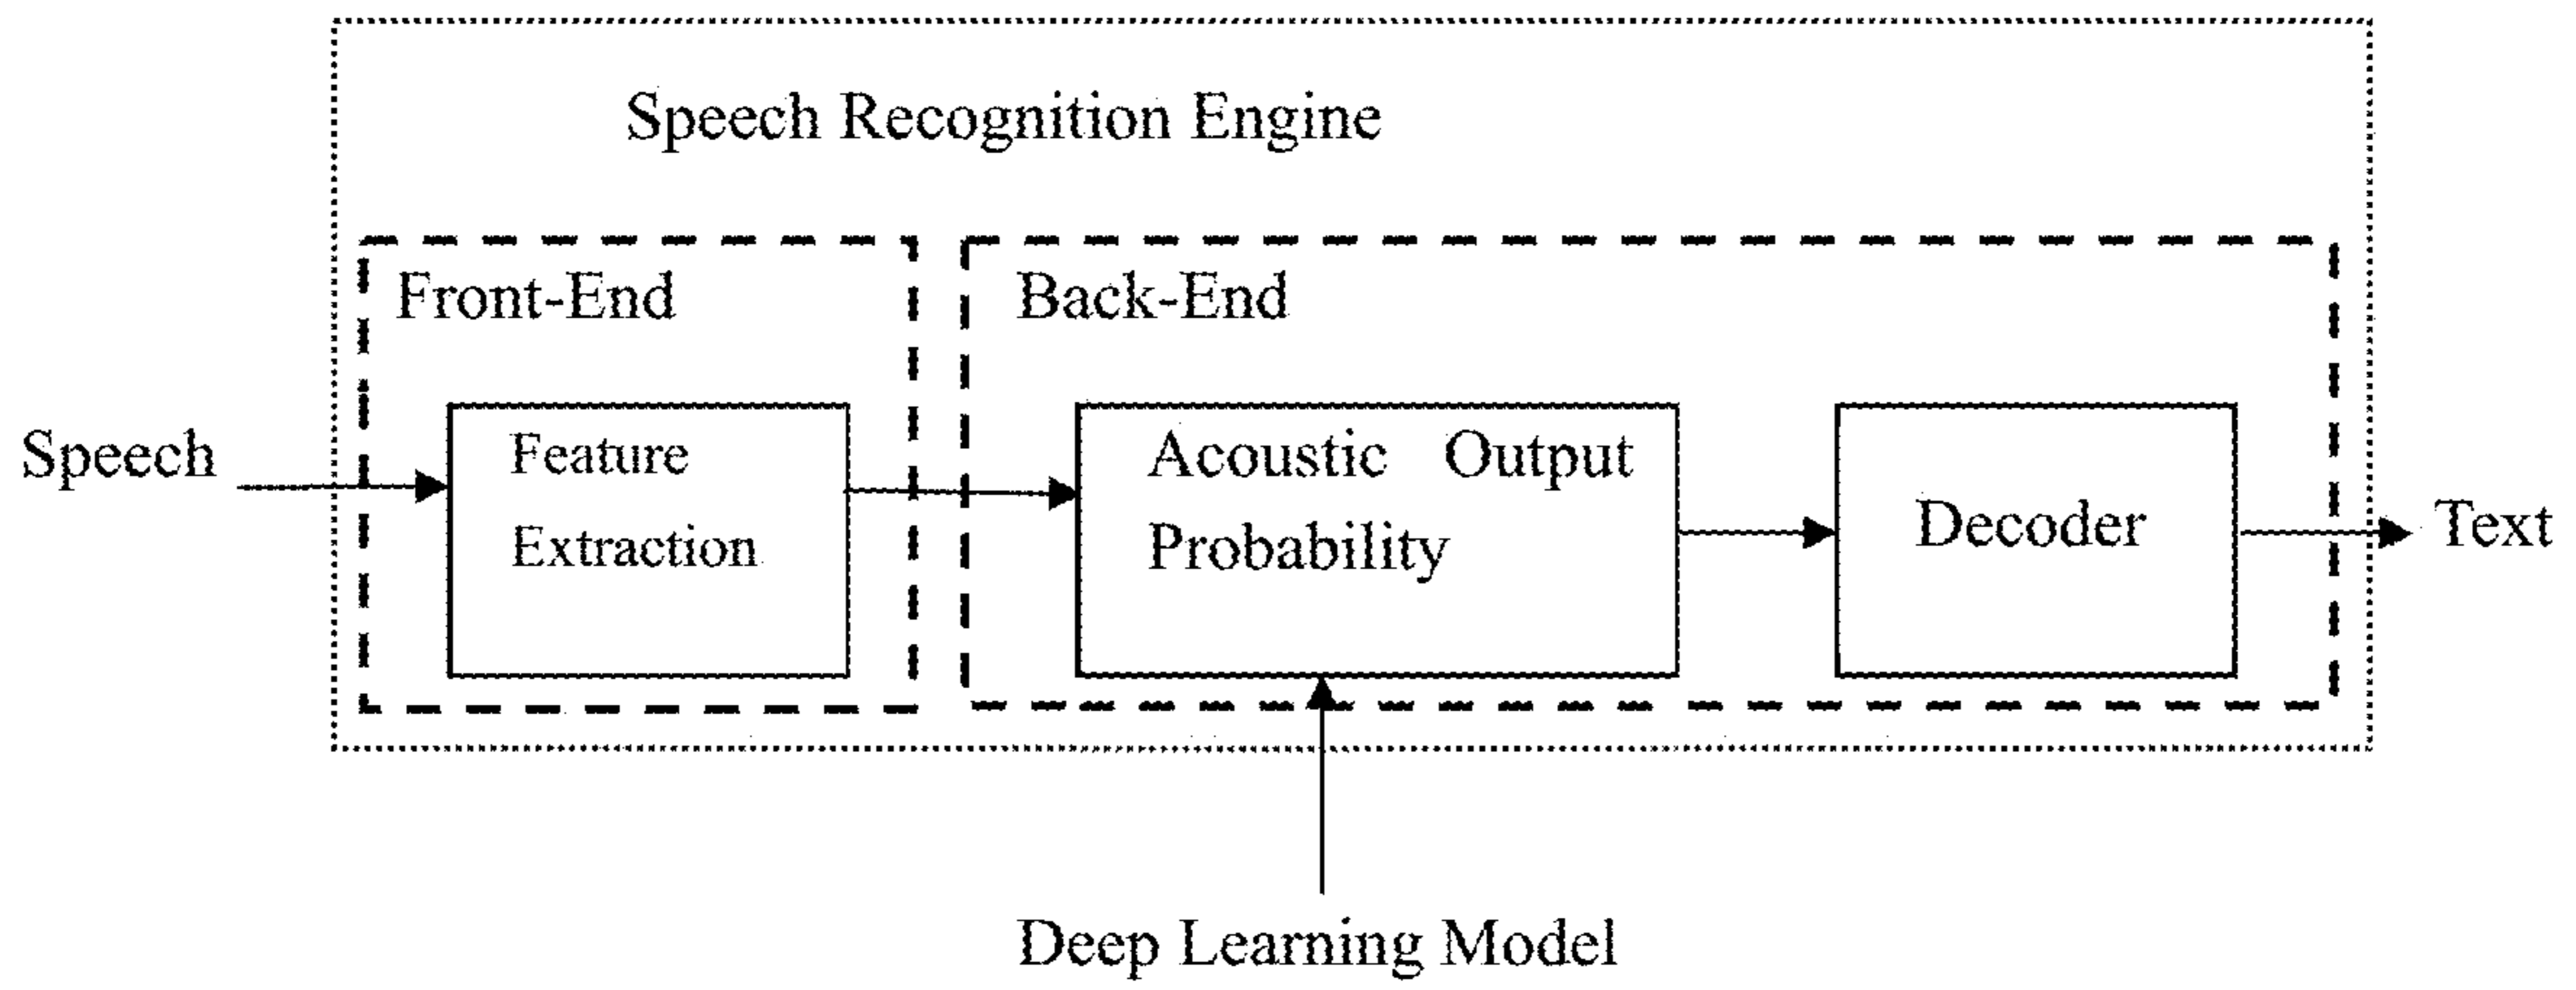 Speech Recognition Engine
Front-End
Back-End
Speech
Feature
Extraction
Acoustic Output
Probability
Decoder
Text
Deep Learning Model